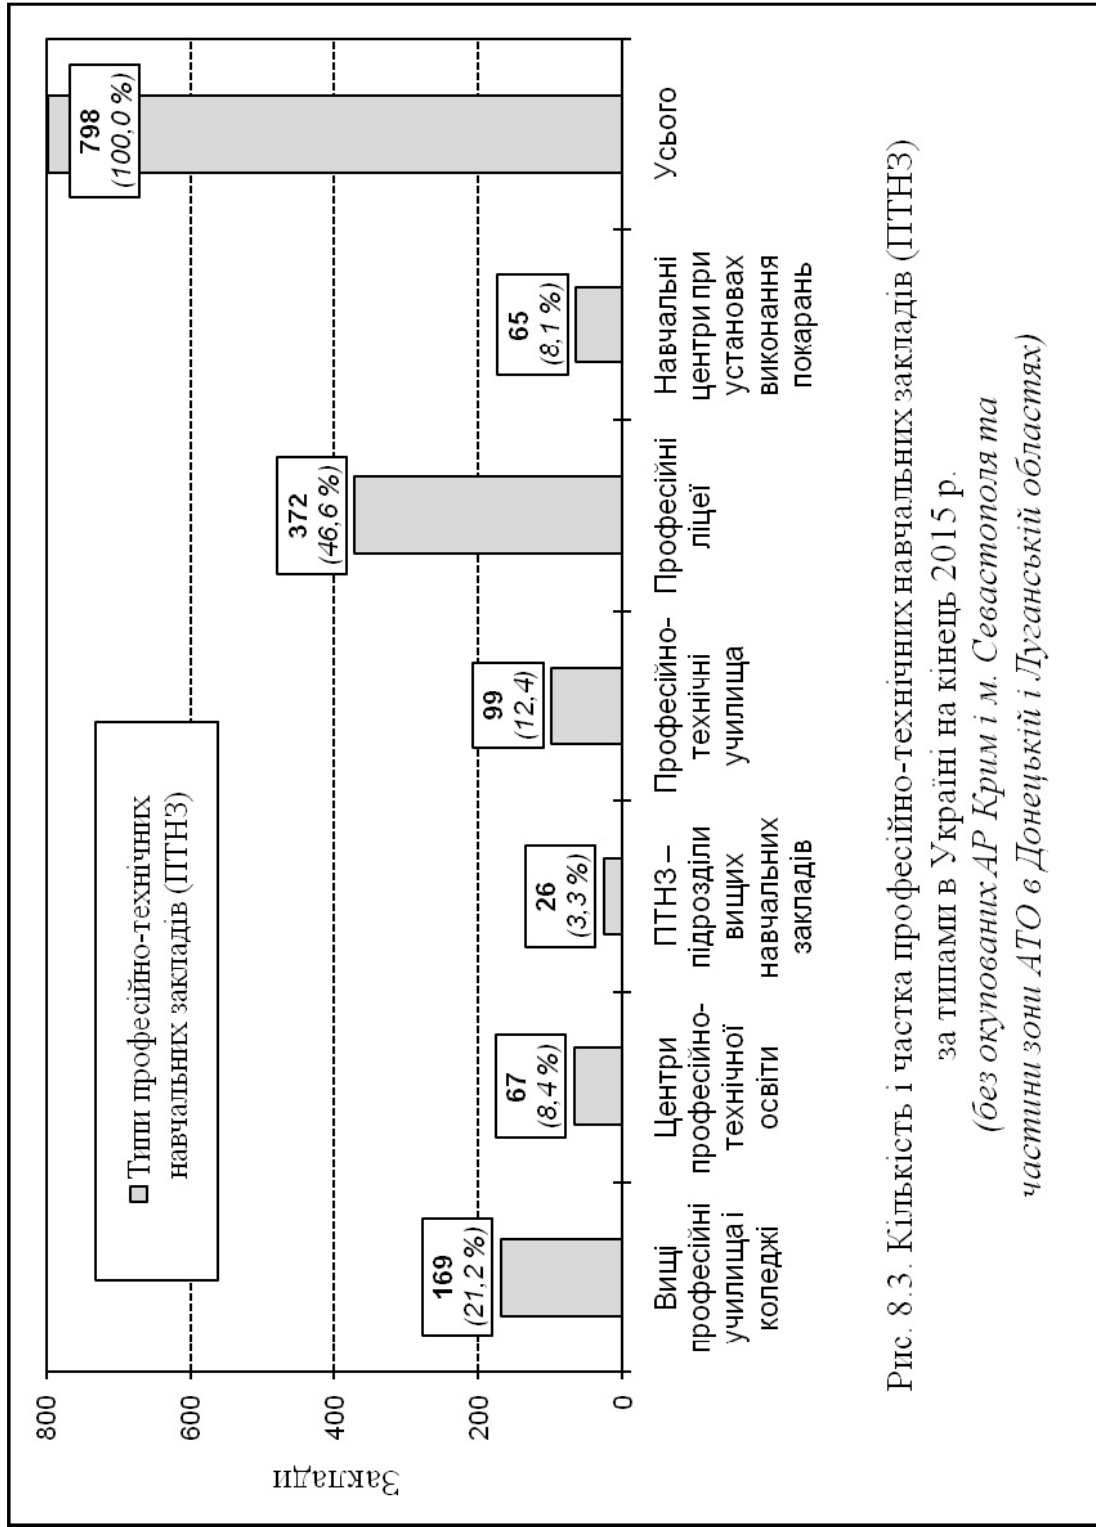 Заклади
800
600
400
200
0
Типи професійно-технічних
навчальних закладів (ПТНЗ)
169
(21,2 %)
67
(8,4 %)
26
(3,3 %)
99
(12,4)
372
(46,6 %)
65
(8,1 %)
798
(100,0 %)
Вищі
професійні
училища і
коледжі
Центри
професійно-
технічної
освіти
ПТНЗ –
підрозділи
вищих
навчальних
закладів
Професійно-
технічні
училища
Професійні
ліцеї
Навчальні
центри при
установах
виконання
покарань
Усього
Рис. 8.3. Кількість і частка професійно-технічних навчальних закладів (ПТНЗ)
за типами в Україні на кінець 2015 р.
(без окупованих АР Крим і м. Севастополя та
частини зони АТО в Донецькій і Луганській областях)